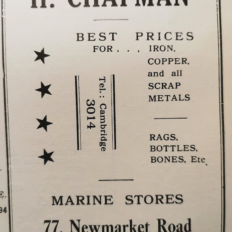 H. CHAPMAN
BEST PRICES
FOR . . . IRON,
COPPER,
and all
SCRAP
METALS
Tel.: Cambridge
3014
RAGS,
BOTTLES,
BONES, Etc
MARINE STORES
77, Newmarket Road
E.
94